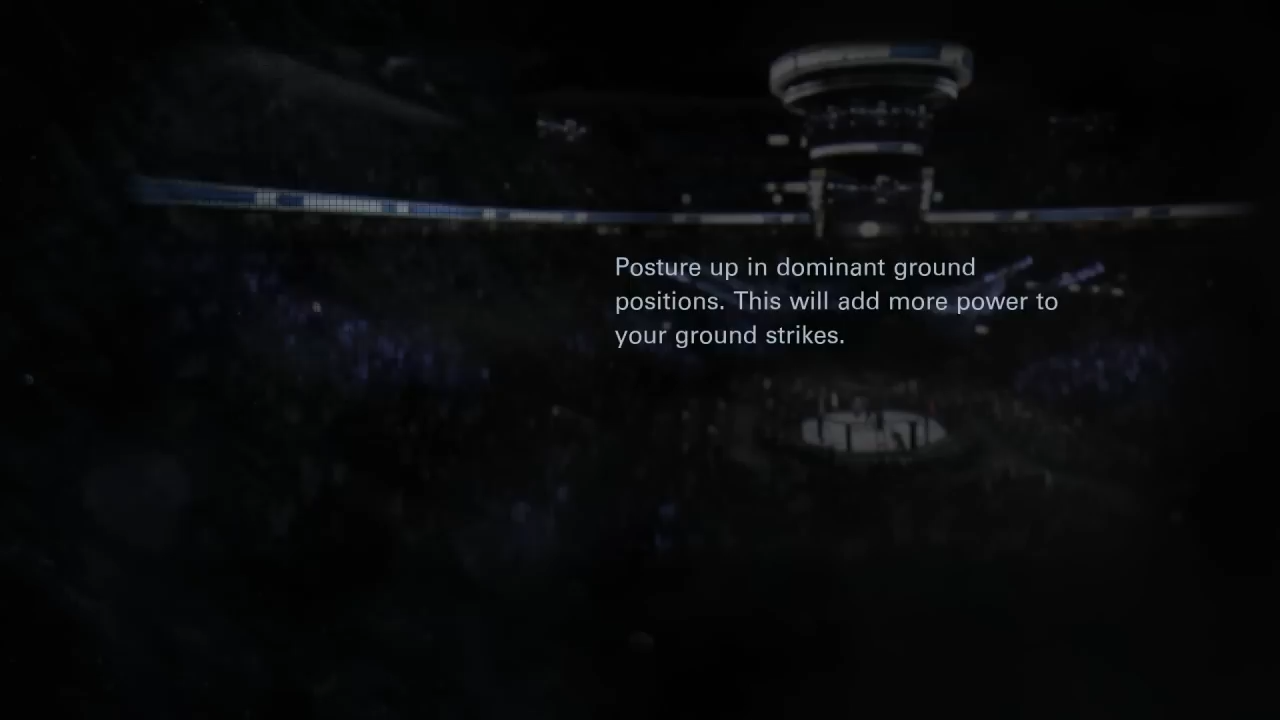 Posture up in dominant ground
positions. This will add more power to
your ground strikes.